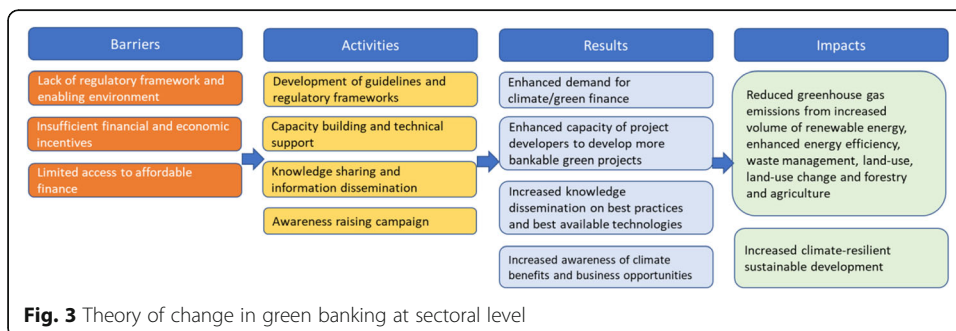 Barriers
Lack of regulatory framework and
enabling environment
Insufficient financial and economic
incentives
Limited access to affordable
finance
Activities
Development of guidelines and
regulatory frameworks
Capacity building and technical
support
Knowledge sharing and
information dissemination
Awareness raising campaign
Results
Enhanced demand for
climate/green finance
Enhanced capacity of project
developers to develop more
bankable green projects
Increased knowledge
dissemination on best practices
and best available technologies
Increased awareness of climate
benefits and business opportunities
Impacts
Reduced greenhouse gas
emissions from increased
volume of renewable energy,
enhanced energy efficiency,
waste management, land-use,
land-use change and forestry
and agriculture
Increased climate-resilient
sustainable development
Fig. 3 Theory of change in green banking at sectoral level